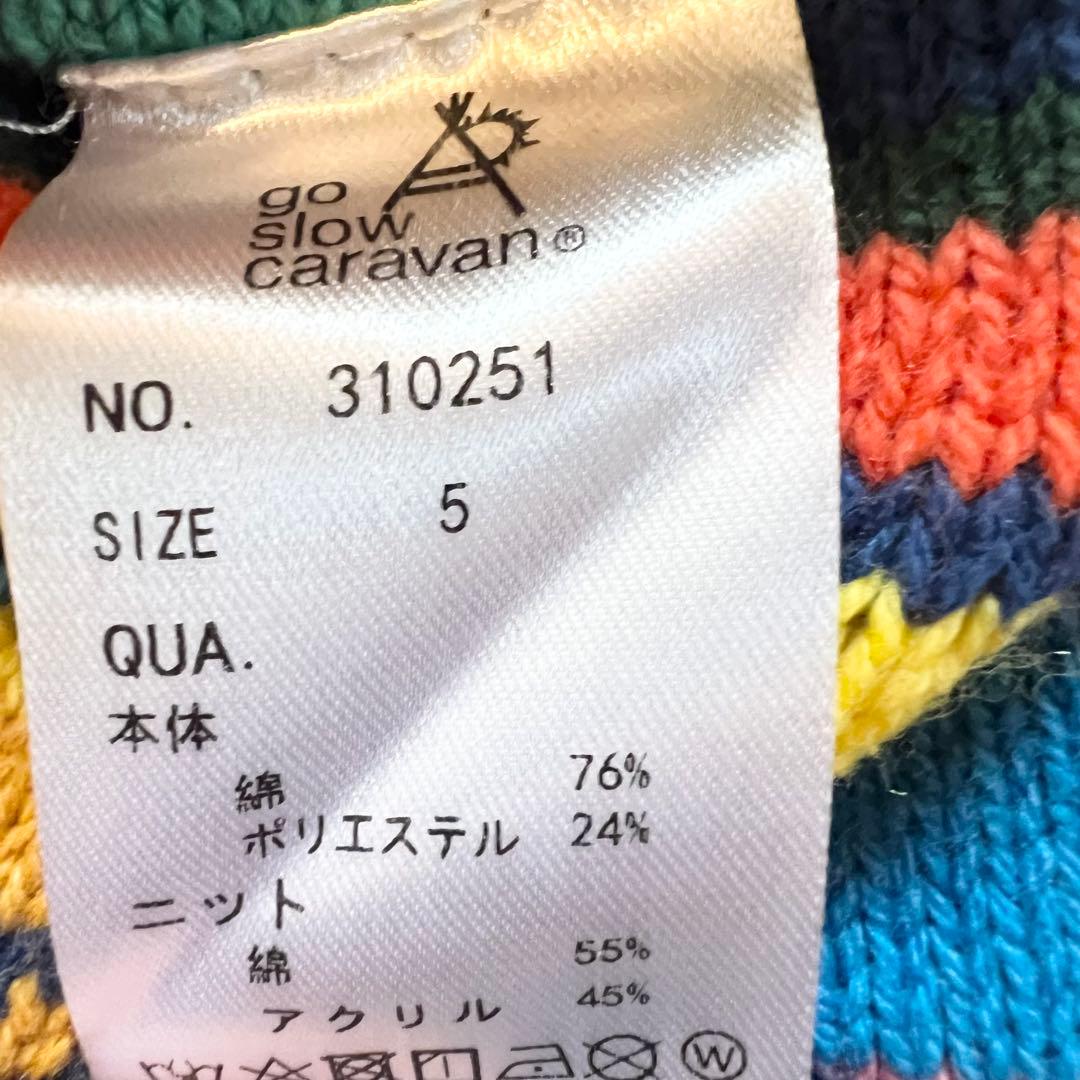 go
slow
caravan®
NO. 310251
SIZE 5
QUA.
本体
綿 76%
ポリエステル 24%
ニット
綿 55%
アクリル 45%
W